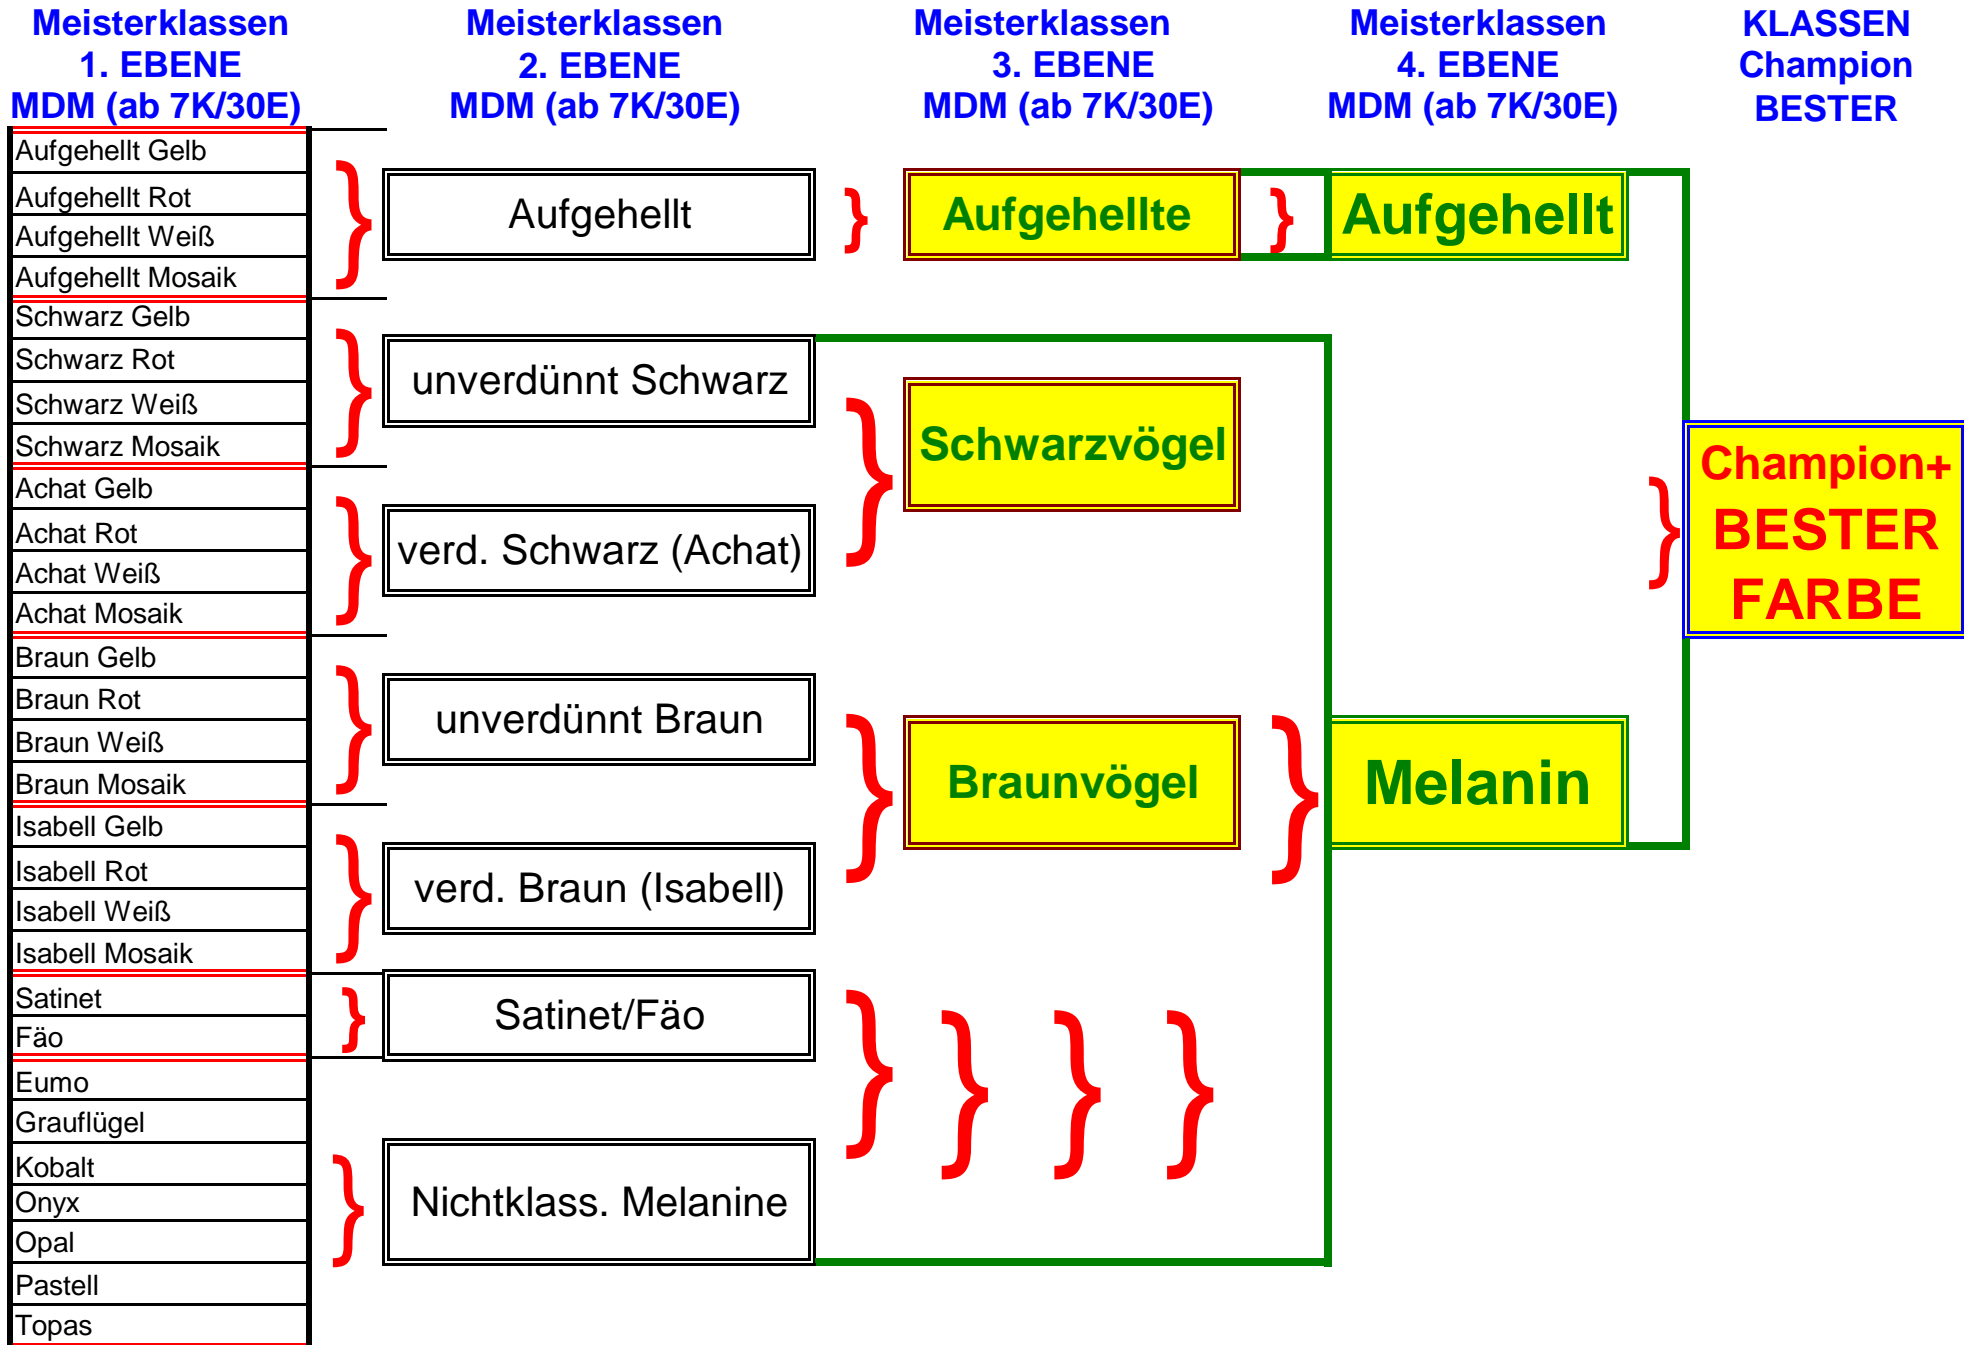 Meisterklassen
1. EBENE
MDM (ab 7K/30E)
Meisterklassen
2. EBENE
MDM (ab 7K/30E)
Meisterklassen
3. EBENE
MDM (ab 7K/30E)
Meisterklassen
4. EBENE
MDM (ab 7K/30E)
KLASSEN
Champion
BESTER
Aufgehellt Gelb
Aufgehellt Rot
Aufgehellt Weiß
Aufgehellt Mosaik
Schwarz Gelb
Schwarz Rot
Schwarz Weiß
Schwarz Mosaik
Achat Gelb
Achat Rot
Achat Weiß
Achat Mosaik
Braun Gelb
Braun Rot
Braun Weiß
Braun Mosaik
Isabell Gelb
Isabell Rot
Isabell Weiß
Isabell Mosaik
Satinet
Fäo
Eumo
Grauflügel
Kobalt
Onyx
Opal
Pastell
Topas
Aufgehellt
unverdünnt Schwarz
verd. Schwarz (Achat)
unverdünnt Braun
verd. Braun (Isabell)
Satinet/Fäo
Nichtklass. Melanine
Aufgehellte
Schwarzvögel
Braunvögel
Aufgehellt
Melanin
Champion+
BESTER
FARBE